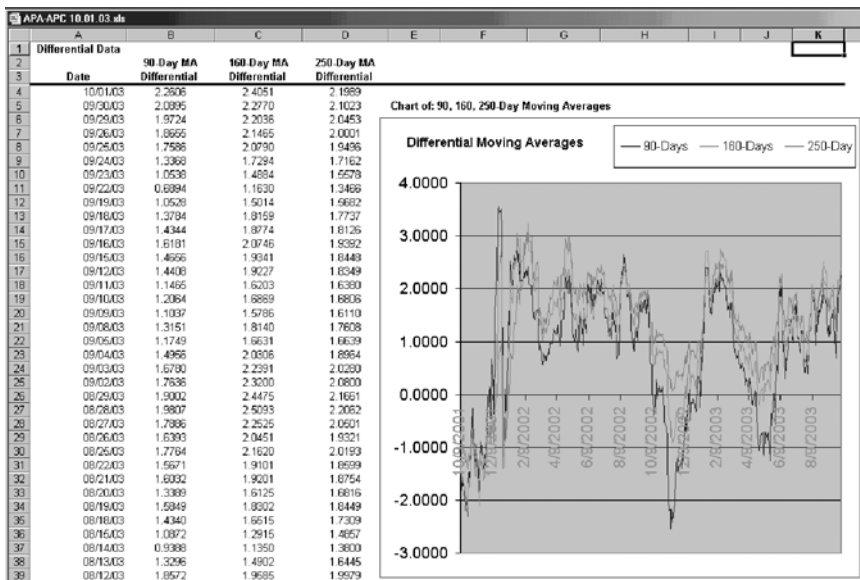 APA-APC 10.01.03.xls
A B C D E F G H I J K
1 Differential Data
2 90-Day MA 160-Day MA 250-Day MA
3 Date Differential Differential Differential
4 10/01/03 2.2606 2.4051 2.1989
5 09/30/03 2.0895 2.2770 2.1023
6 09/29/03 1.9724 2.2036 2.0453
7 09/26/03 1.8655 2.1465 2.0001
8 09/25/03 1.7586 2.0790 1.9496
9 09/24/03 1.3368 1.7294 1.7162
10 09/23/03 1.0538 1.4884 1.5578
11 09/22/03 0.6894 1.1630 1.3466
12 09/19/03 1.0528 1.5014 1.5682
13 09/18/03 1.3784 1.8159 1.7737
14 09/17/03 1.4344 1.8774 1.8126
15 09/16/03 1.6181 2.0746 1.9392
16 09/15/03 1.4666 1.9341 1.8448
17 09/12/03 1.4408 1.9227 1.8349
18 09/11/03 1.1465 1.6203 1.6380
19 09/10/03 1.2064 1.6869 1.6806
20 09/09/03 1.1037 1.5786 1.6110
21 09/08/03 1.3151 1.8140 1.7608
22 09/05/03 1.1749 1.6631 1.6639
23 09/04/03 1.4956 2.0306 1.8964
24 09/03/03 1.6780 2.2391 2.0280
25 09/02/03 1.7636 2.3200 2.0800
26 08/29/03 1.9002 2.4475 2.1661
27 08/28/03 1.9807 2.5093 2.2062
28 08/27/03 1.7886 2.2525 2.0501
29 08/26/03 1.6393 2.0451 1.9321
30 08/25/03 1.7764 2.1620 2.0193
31 08/22/03 1.5671 1.9101 1.8599
32 08/21/03 1.6032 1.9201 1.8754
33 08/20/03 1.3389 1.6125 1.6816
34 08/19/03 1.5849 1.8302 1.8449
35 08/18/03 1.4340 1.6515 1.7309
36 08/15/03 1.0872 1.2915 1.4857
37 08/14/03 0.9388 1.1350 1.3800
38 08/13/03 1.3296 1.4902 1.6445
39 08/12/03 1.8572 1.9585 1.9979
Chart of: 90, 160, 250-Day Moving Averages
Differential Moving Averages
90-Days 160-Days 250-Day
4.0000
3.0000
2.0000
1.0000
0.0000
-1.0000
-2.0000
-3.0000
10/9/2001
2/9/2002
4/9/2002
6/9/2002
8/9/2002
10/9/2002
2/9/2003
4/9/2003
6/9/2003
8/9/2003